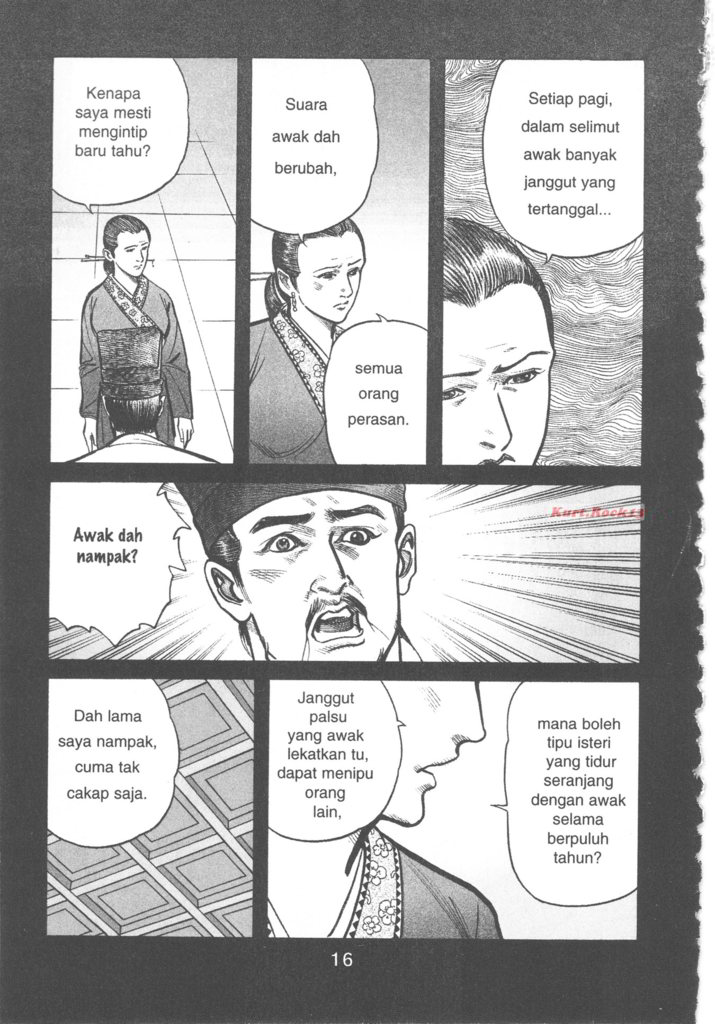 Kenapa
saya mesti
mengintip
baru tahu?
Suara
awak dah
berubah,
semua
orang
perasan.
Setiap pagi,
dalam selimut
awak banyak
janggut yang
tertanggal...
Awak dah
nampak?
Kurt.Rock13
Dah lama
saya nampak,
cuma tak
cakap saja.
Janggut
palsu
yang awak
lekatkan tu,
dapat menipu
orang
lain,
mana boleh
tipu isteri
yang tidur
seranjang
dengan awak
selama
berpuluh
tahun?
16